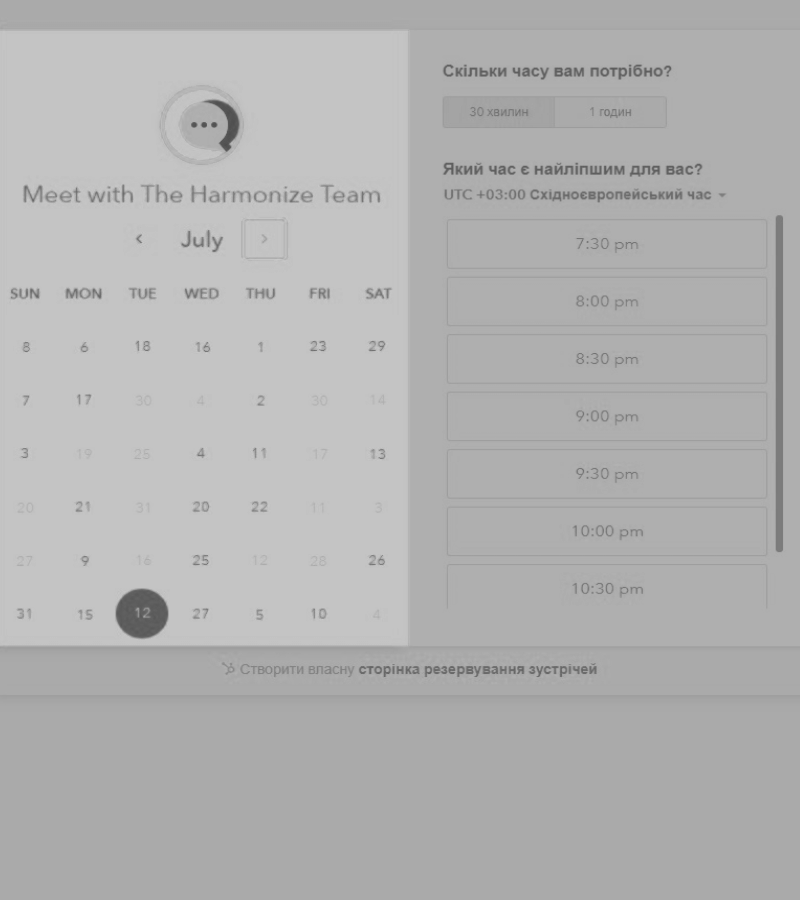 Meet with The Harmonize Team
July
SUN MON TUE WED THU FRI SAT
8 6 18 16 1 23 29
7 17 30 4 2 30 14
3 19 25 4 11 17 13
20 21 31 20 22 11 3
27 9 16 25 12 28 26
31 15 12 27 5 10 4
Скільки часу вам потрібно?
30 хвилин 1 годин
Який час є найліпшим для вас?
UTC +03:00 Східноєвропейський час
7:30 pm
8:00 pm
8:30 pm
9:00 pm
9:30 pm
10:00 pm
10:30 pm
Створити власну сторінка резервування зустрічей